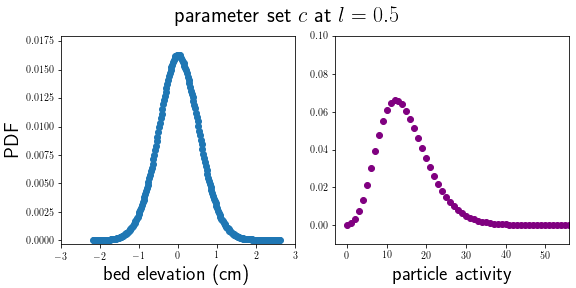 parameter set c at l = 0.5
PDF
0.0175
0.0150
0.0125
0.0100
0.0075
0.0050
0.0025
0.0000
−3 −2 −1 0 1 2 3
bed elevation (cm)
0.10
0.08
0.06
0.04
0.02
0.00
0 10 20 30 40 50
particle activity